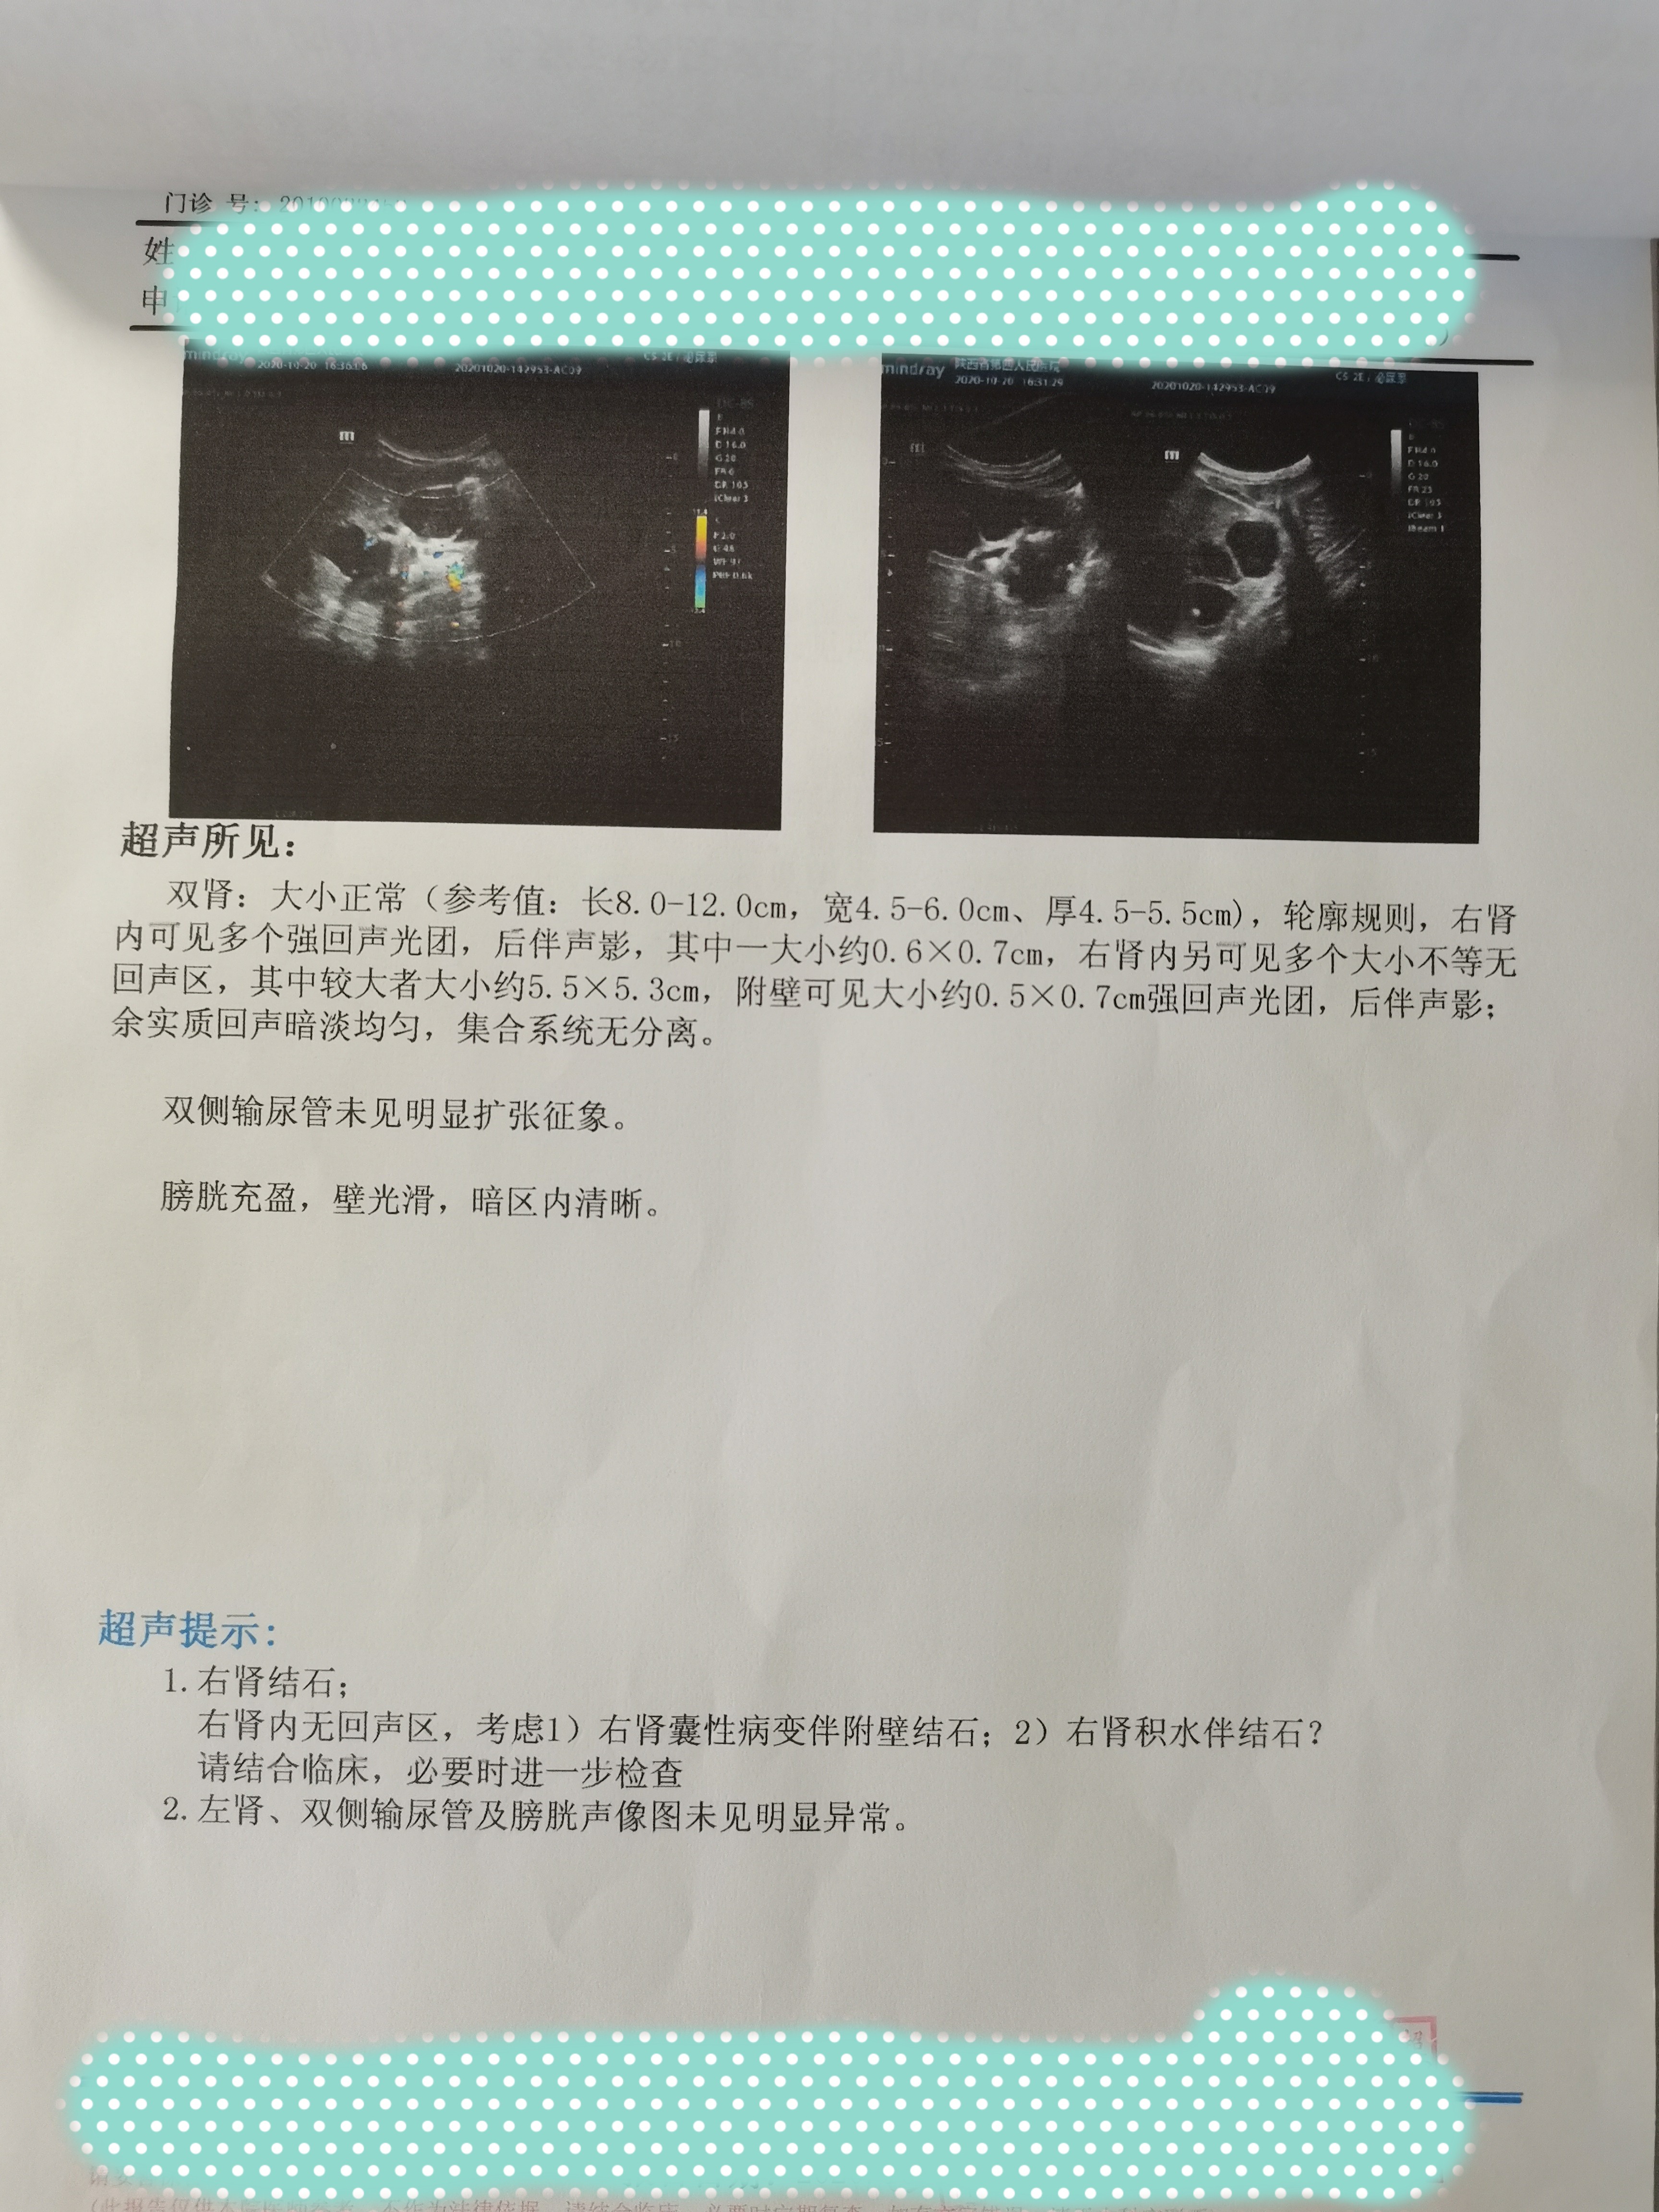 门诊 号:
姓
申
mindray
2020-10-20 16:36:06
20201020-142953-AC09
CS-2E / 泌尿系
mindray
陕西省第四人民医院
2020-10-20 16:31:29
20201020-142953-AC09
CS-2E / 泌尿系
超声所见:
双肾: 大小正常 (参考值: 长8.0-12.0cm, 宽4.5-6.0cm、厚4.5-5.5cm), 轮廓规则, 右肾
内可见多个强回声光团, 后伴声影, 其中一大小约0.6×0.7cm, 右肾内另可见多个大小不等无
回声区, 其中较大者大小约5.5×5.3cm, 附壁可见大小约0.5×0.7cm强回声光团, 后伴声影;
余实质回声暗淡均匀, 集合系统无分离。
双侧输尿管未见明显扩张征象。
膀胱充盈, 壁光滑, 暗区内清晰。
超声提示:
1. 右肾结石;
右肾内无回声区, 考虑1) 右肾囊性病变伴附壁结石; 2) 右肾积水伴结石?
请结合临床, 必要时进一步检查
2. 左肾、双侧输尿管及膀胱声像图未见明显异常。